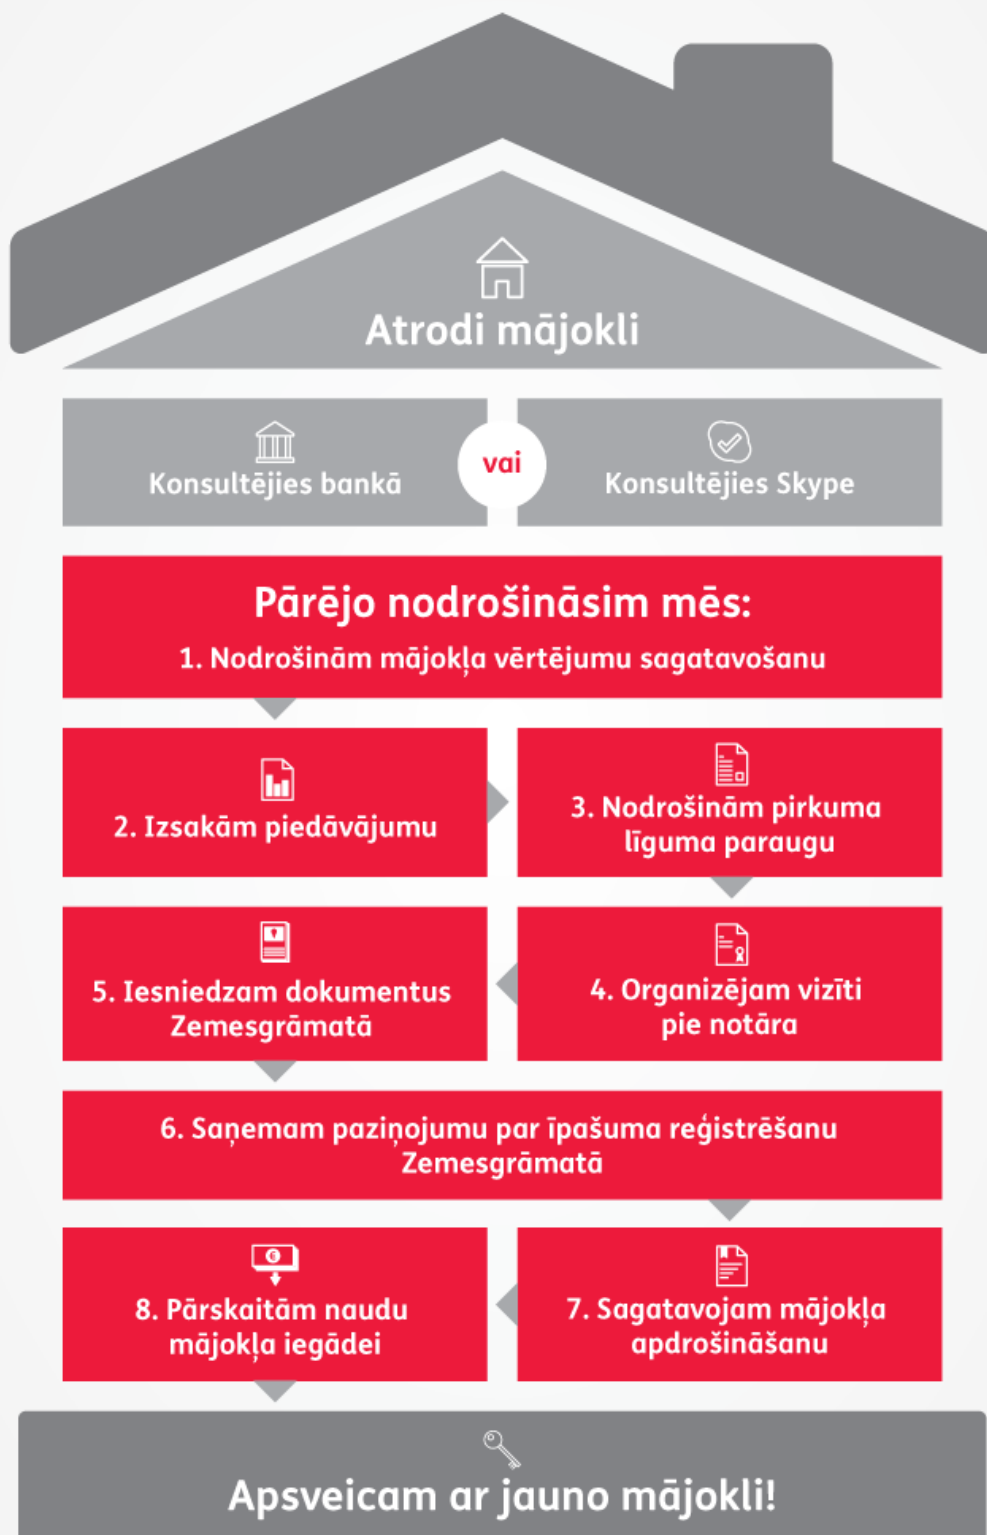 Atrodi mājokli
Konsultējies bankā
vai
Konsultējies Skype
Pārējo nodrošināsim mēs:
1. Nodrošinām mājokļa vērtējumu sagatavošanu
2. Izsakām piedāvājumu
3. Nodrošinām pirkuma
līguma paraugu
4. Organizējam vizīti
pie notāra
5. Iesniedzam dokumentus
Zemesgrāmatā
6. Saņemam paziņojumu par īpašuma reģistrēšanu
Zemesgrāmatā
7. Sagatavojam mājokļa
apdrošināšanu
8. Pārskaitām naudu
mājokļa iegādei
Apsveicam ar jauno mājokli!